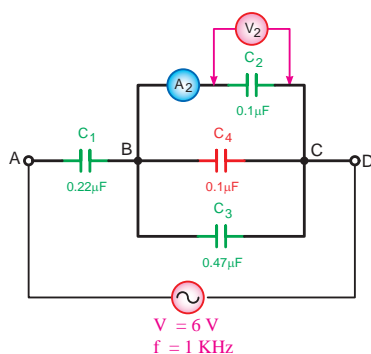 V2
C2
A2
0.1μF
C1
B
C4
C
A
D
0.22μF
0.1μF
C3
0.47μF
V = 6 V
f = 1 KHz